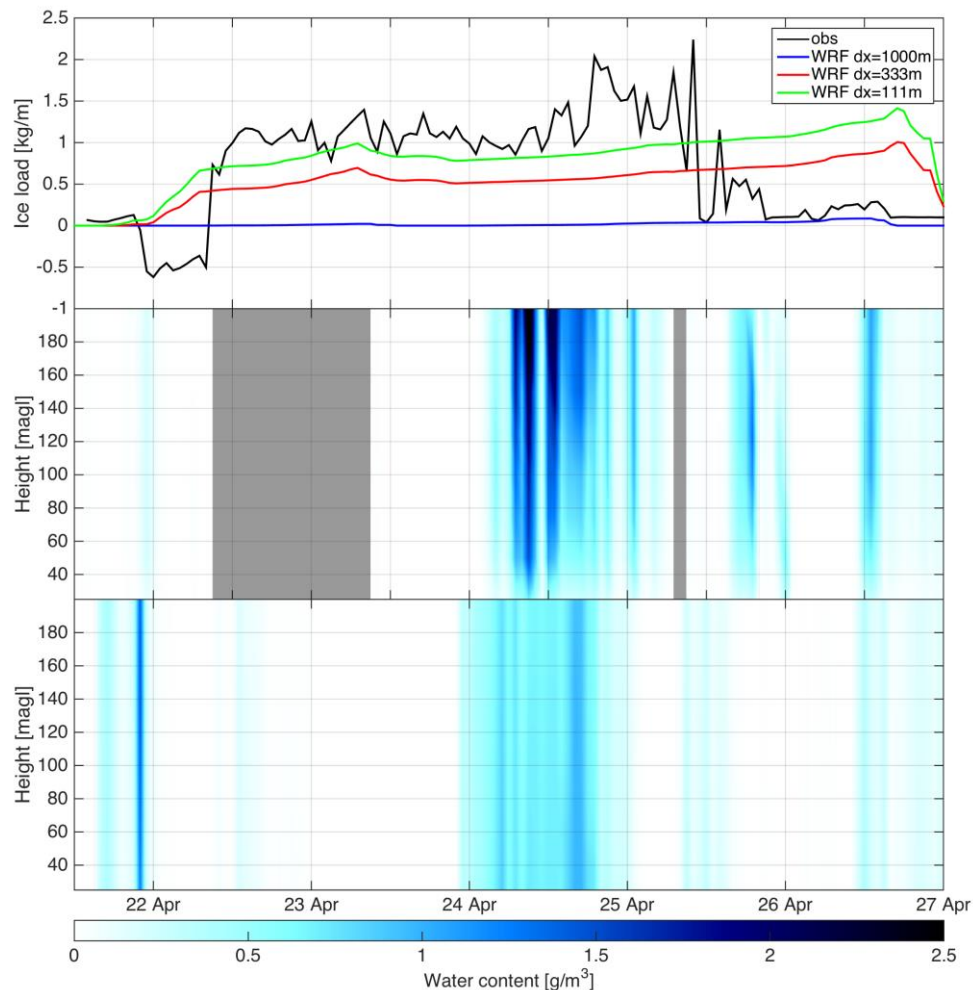 2.5
2
1.5
1
0.5
0
-0.5
-1
Ice load [kg/m]
obs
WRF dx=1000m
WRF dx=333m
WRF dx=111m
180
160
140
120
100
80
60
40
Height [magl]
180
160
140
120
100
80
60
40
Height [magl]
22 Apr 23 Apr 24 Apr 25 Apr 26 Apr 27 Apr
0 0.5 1 1.5 2 2.5
Water content [g/m³]